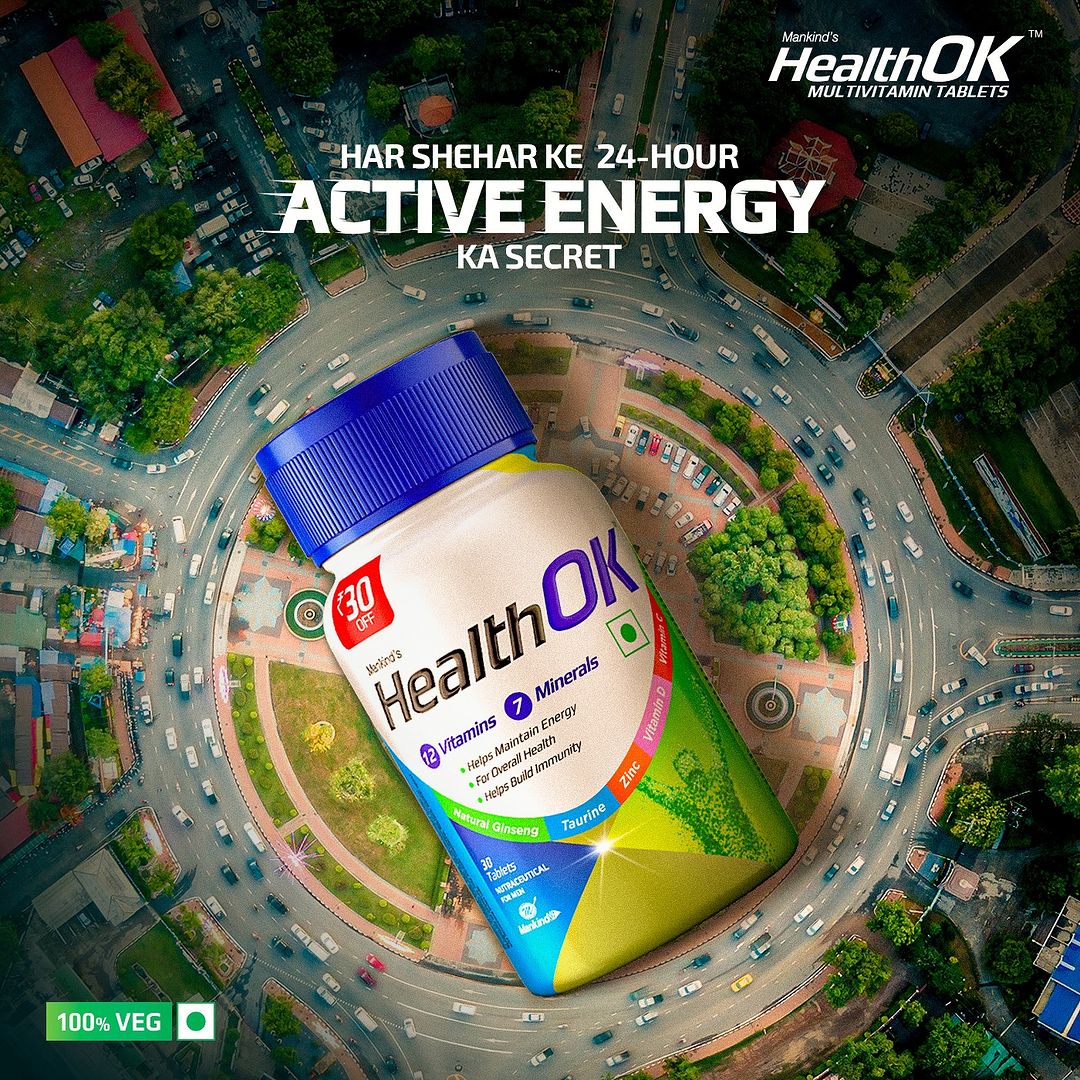 Mankind's
HealthOK™
MULTIVITAMIN TABLETS
HAR SHEHAR KE 24-HOUR
ACTIVE ENERGY
KA SECRET
₹30
OFF
Mankind's
HealthOK
12 Vitamins 7 Minerals
• Helps Maintain Energy
• For Overall Health
• Helps Build Immunity
Natural Ginseng Taurine Zinc Vitamin D Vitamin C
30
Tablets
NUTRACEUTICAL
FOR MEN
Mankind
100% VEG